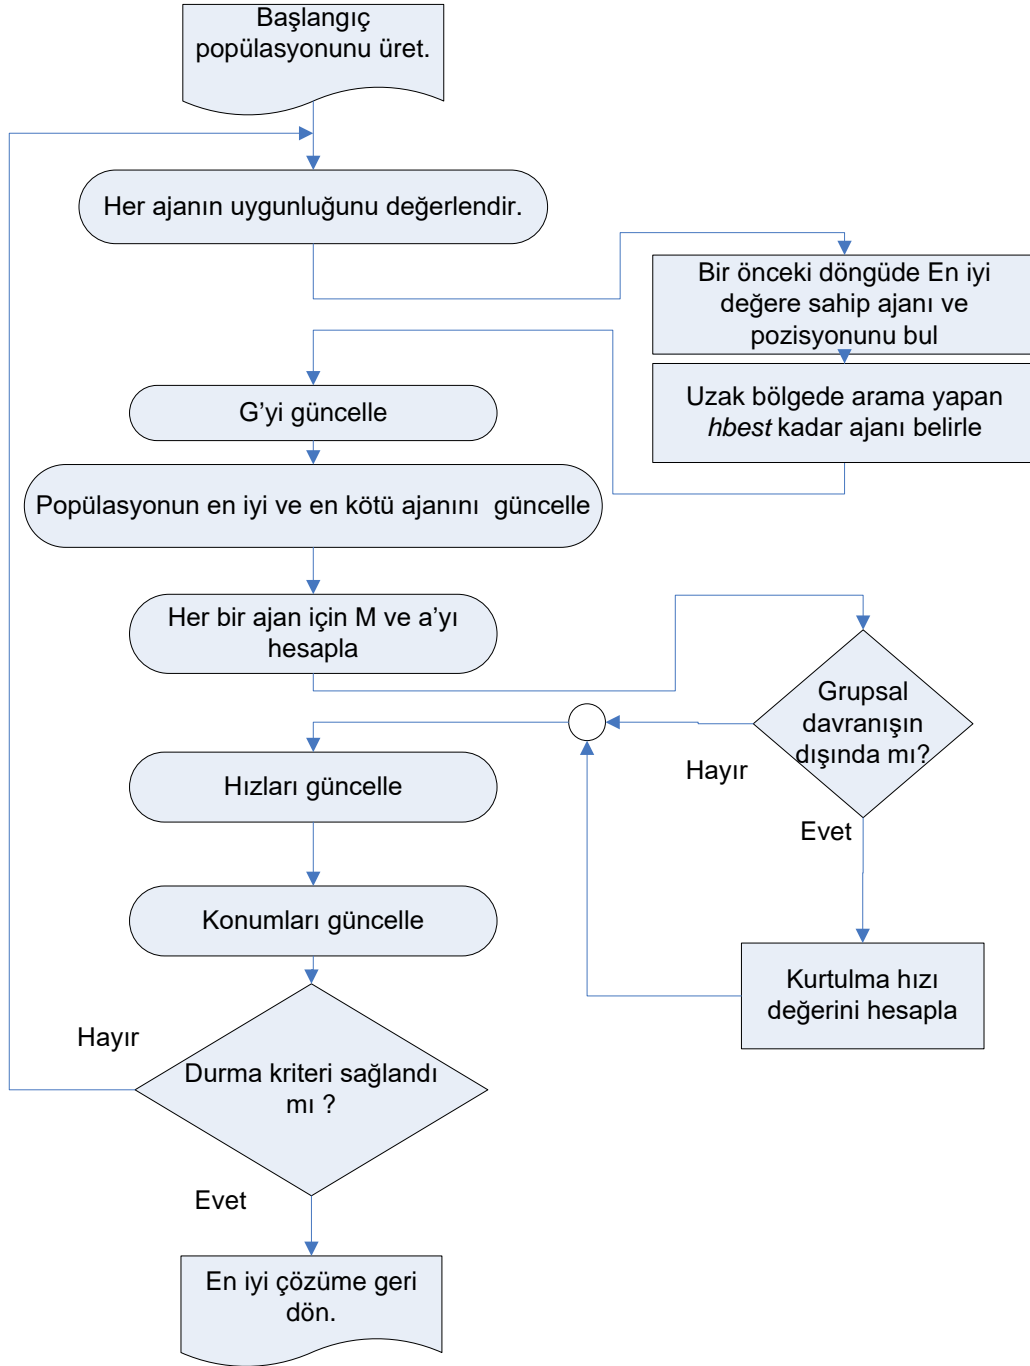 Başlangıç
popülasyonunu üret.
Her ajanın uygunluğunu değerlendir.
Bir önceki döngüde En iyi
değere sahip ajanı ve
pozisyonunu bul
Uzak bölgede arama yapan
hbest kadar ajanı belirle
G’yi güncelle
Popülasyonun en iyi ve en kötü ajanını güncelle
Her bir ajan için M ve a’yı
hesapla
Grupsal
davranışın
dışında mı?
Hayır
Evet
Kurtulma hızı
değerini hesapla
Hızları güncelle
Konumları güncelle
Durma kriteri sağlandı
mı ?
Hayır
Evet
En iyi çözüme geri
dön.